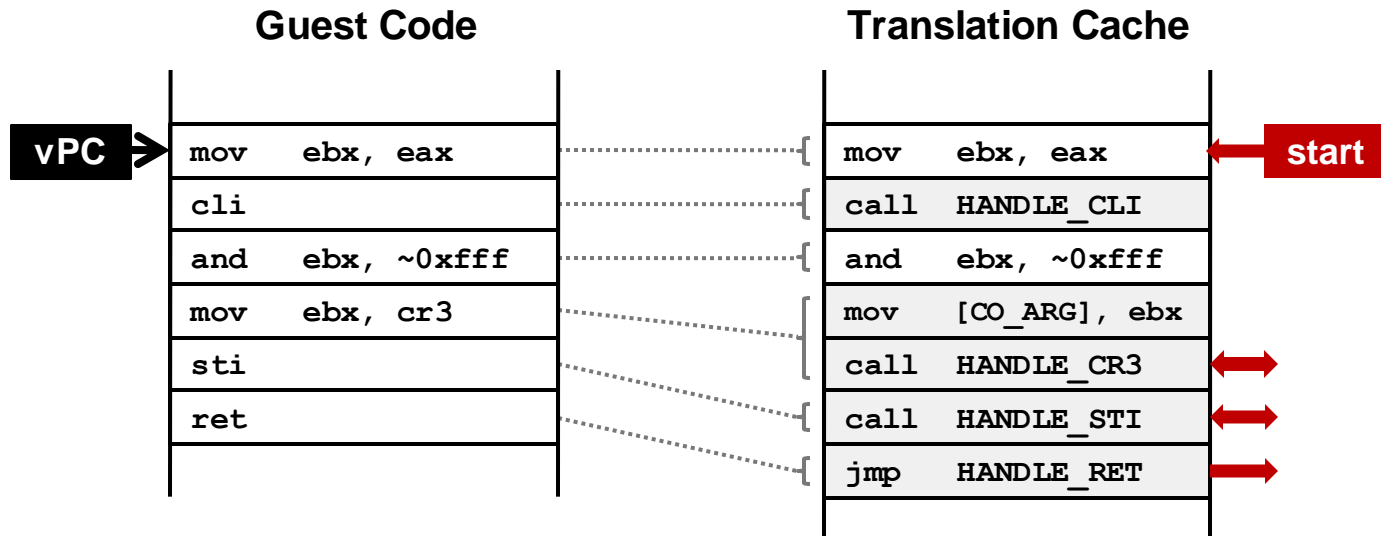 Guest Code
Translation Cache
vPC
mov ebx, eax
cli
and ebx, ~0xfff
mov ebx, cr3
sti
ret
mov ebx, eax
call HANDLE_CLI
and ebx, ~0xfff
mov [CO_ARG], ebx
call HANDLE_CR3
call HANDLE_STI
jmp HANDLE_RET
start